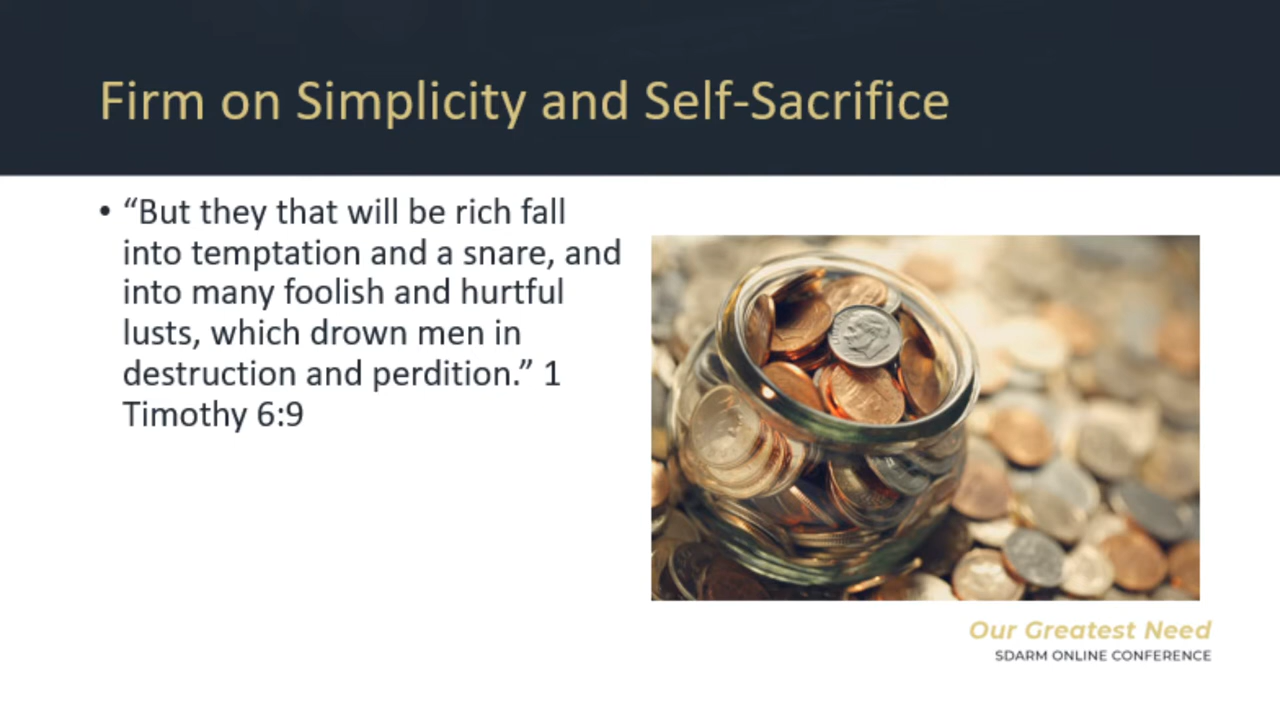 Firm on Simplicity and Self-Sacrifice
• “But they that will be rich fall
into temptation and a snare, and
into many foolish and hurtful
lusts, which drown men in
destruction and perdition.” 1
Timothy 6:9
Our Greatest Need
SDARM ONLINE CONFERENCE